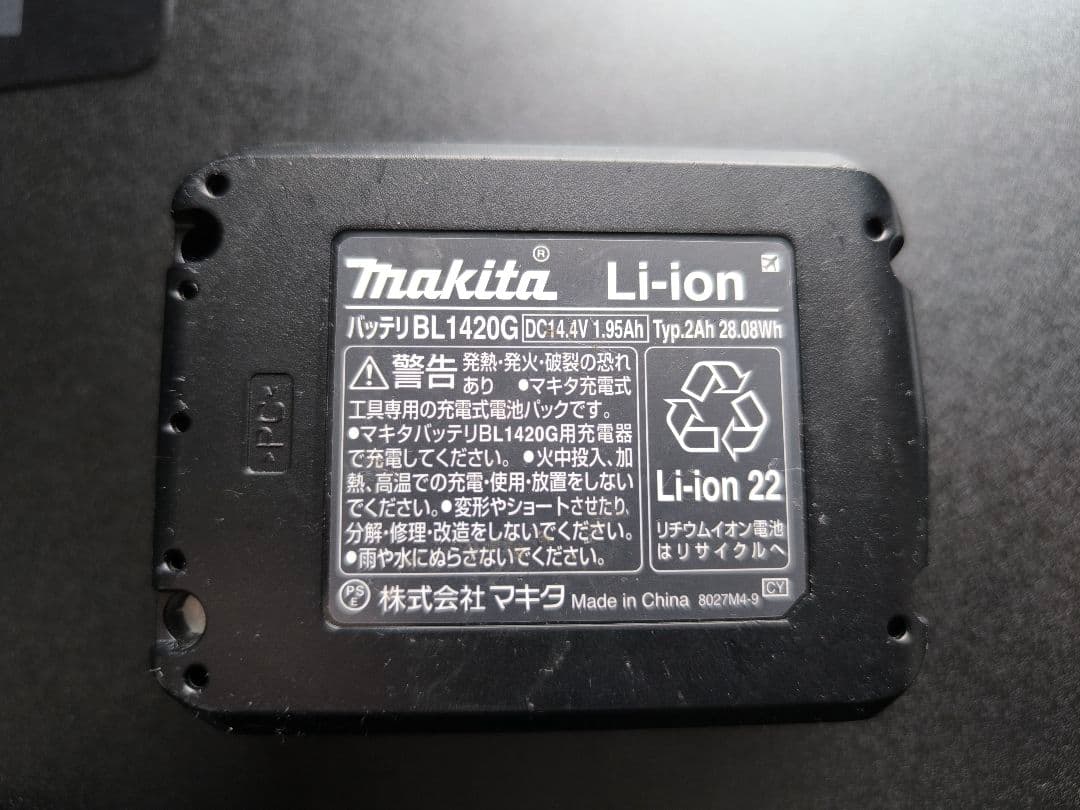 makita® Li-ion
バッテリ BL1420G DC14.4V 1.95Ah Typ.2Ah 28.08Wh
警告 発熱・発火・破裂の恐れ
あり ●マキタ充電式
工具専用の充電式電池パックです。
●マキタバッテリBL1420G用充電器
で充電してください。 ●火中投入、加
熱、高温での充電・使用・放置をしない
でください。●変形やショートさせたり、
分解・修理・改造をしないでください。
●雨や水にぬらさないでください。
Li-ion 22
リチウムイオン電池
はリサイクルへ
PSE 株式会社マキタ Made in China 8027M4-9 CY
>PC<